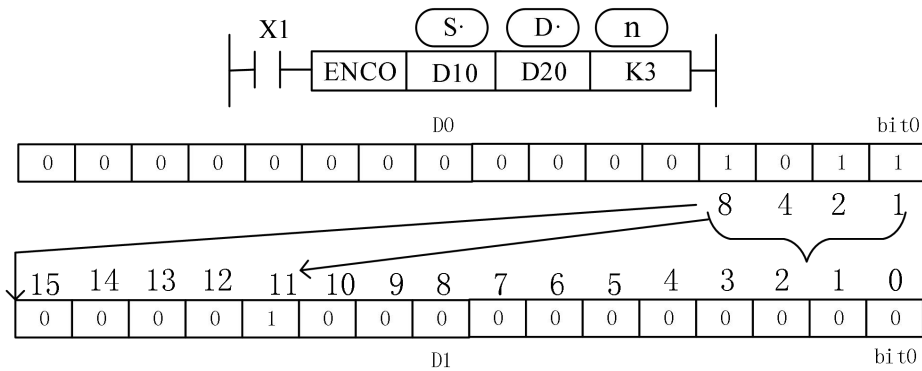 S· D· n
X1
ENCO D10 D20 K3
D0 bit0
0 0 0 0 0 0 0 0 0 0 0 0 1 0 1 1
8 4 2 1
15 14 13 12 11 10 9 8 7 6 5 4 3 2 1 0
0 0 0 0 1 0 0 0 0 0 0 0 0 0 0 0
D1 bit0